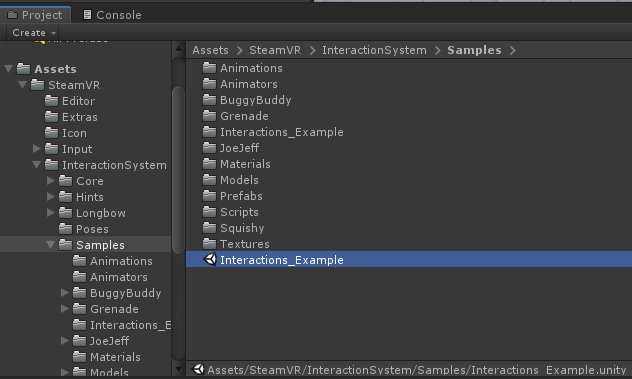 Project
Console
Create
Assets
SteamVR
Editor
Extras
Icon
Input
InteractionSystem
Core
Hints
Longbow
Poses
Samples
Animations
Animators
BuggyBuddy
Grenade
Interactions_E
JoeJeff
Materials
Models
Assets > SteamVR > InteractionSystem > Samples >
Animations
Animators
BuggyBuddy
Grenade
Interactions_Example
JoeJeff
Materials
Models
Prefabs
Scripts
Squishy
Textures
Interactions_Example
Assets/SteamVR/InteractionSystem/Samples/Interactions_Example.unity